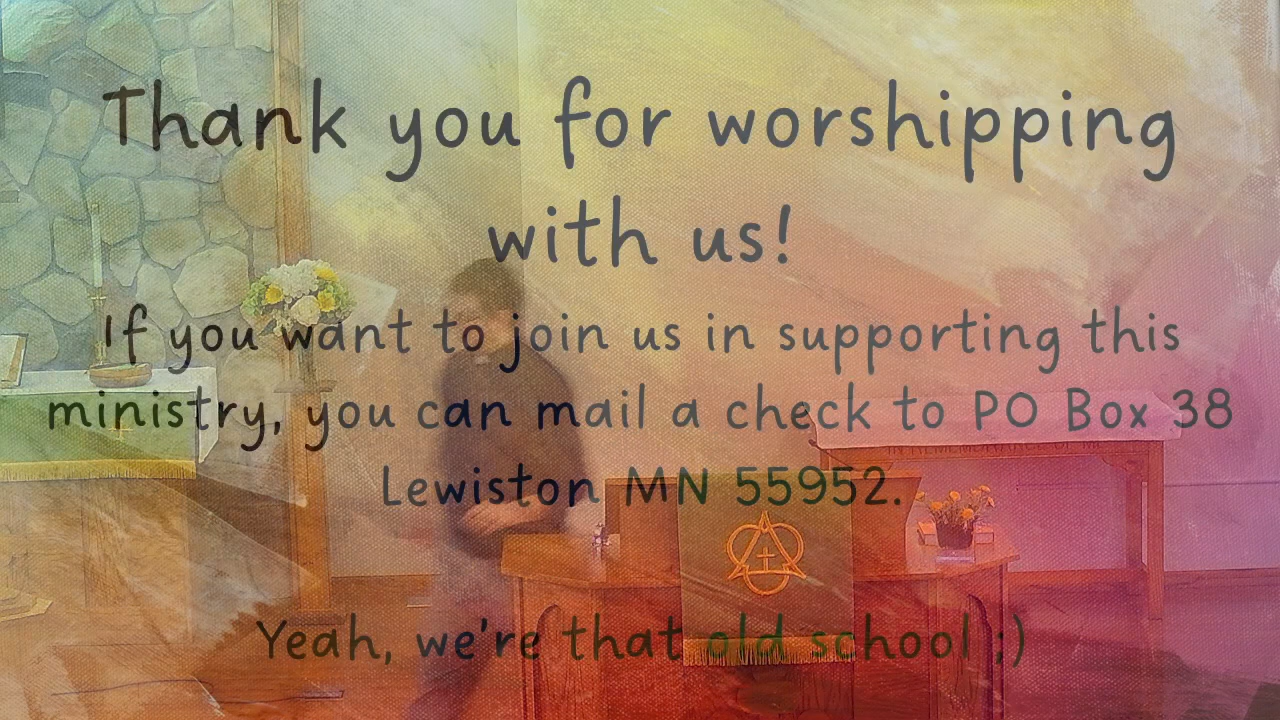 Thank you for worshipping
with us!
If you want to join us in supporting this
ministry, you can mail a check to PO Box 38
Lewiston MN 55952.
Yeah, we're that old school ;)